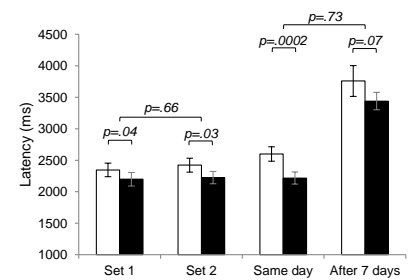 p=.73
4500
p=.0002
p=.07
4000
3500
p=.66
3000
p=.04
p=.03
2500
2000
1500
1000
Latency (ms)
Set 1 Set 2 Same day After 7 days